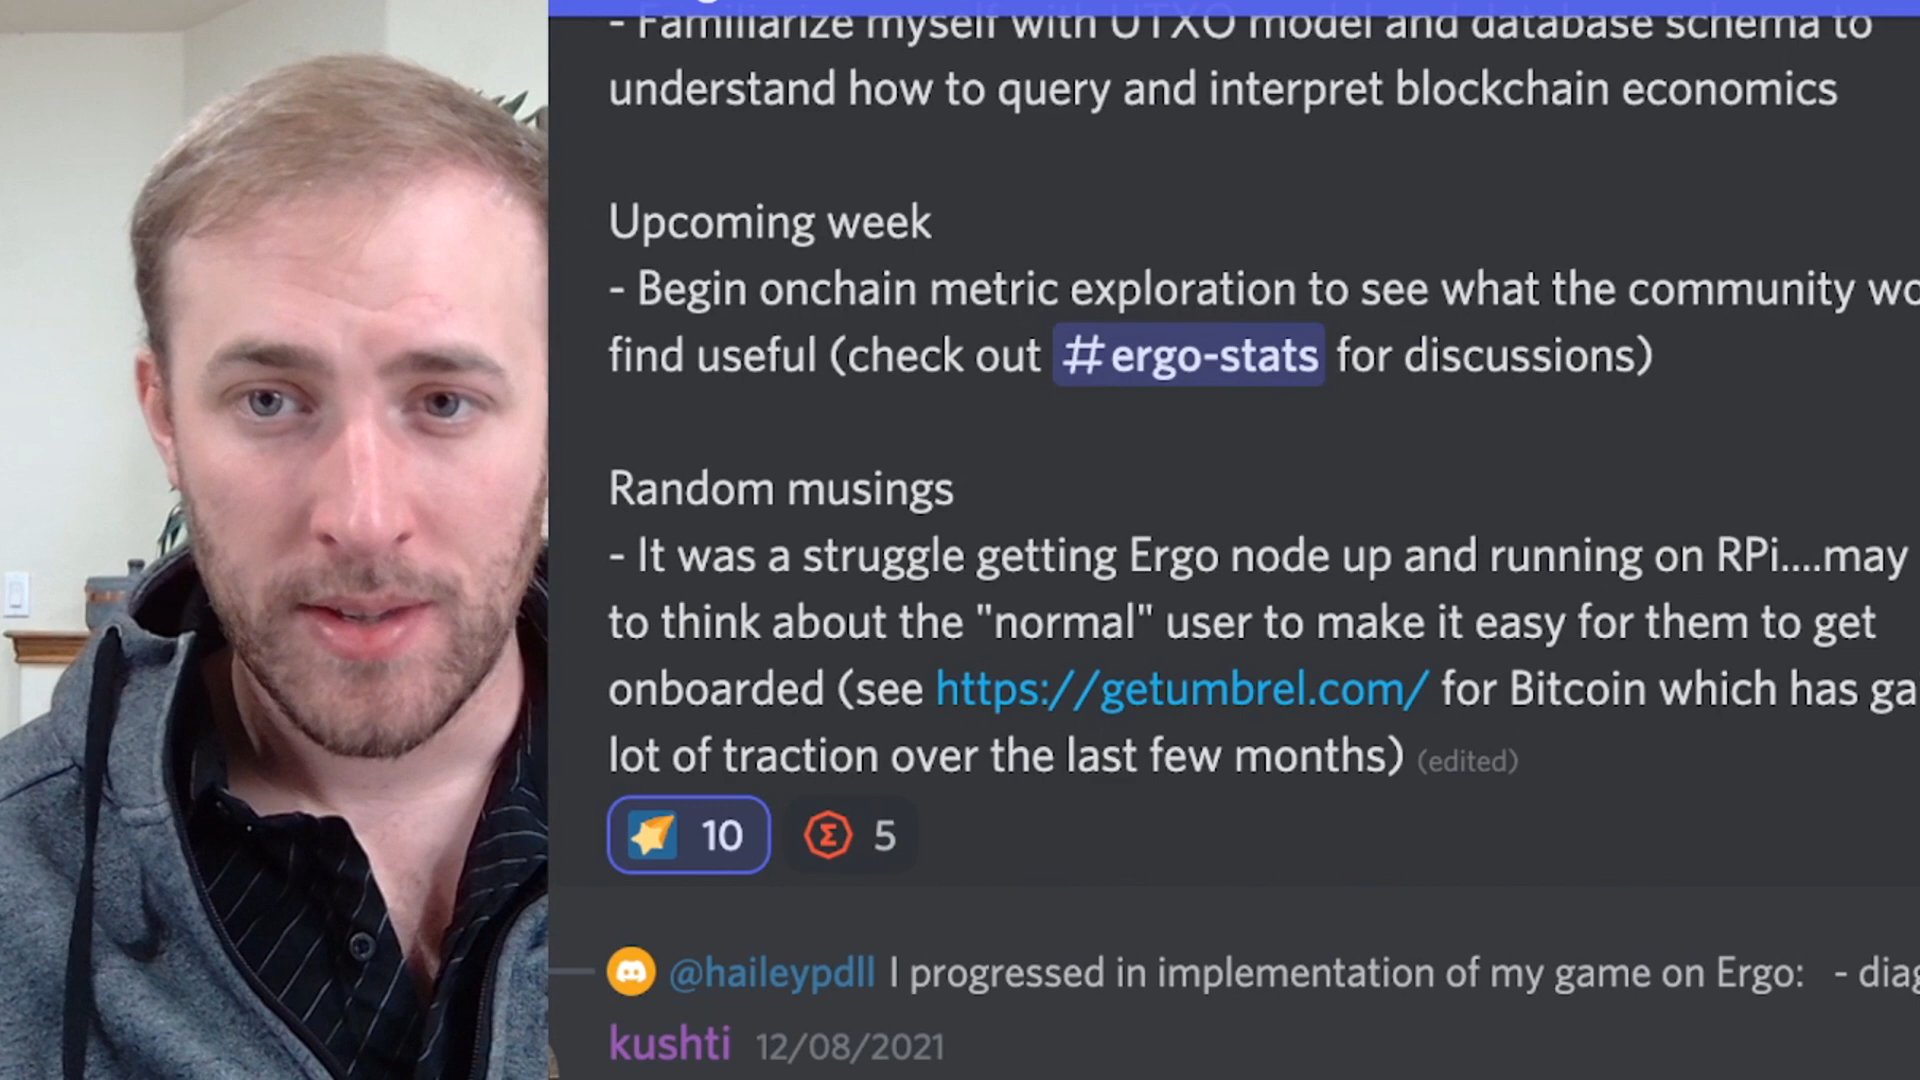 - Familiarize myself with UTXO model and database schema to
understand how to query and interpret blockchain economics
Upcoming week
- Begin onchain metric exploration to see what the community wo
find useful (check out #ergo-stats for discussions)
Random musings
- It was a struggle getting Ergo node up and running on RPi....may
to think about the "normal" user to make it easy for them to get
onboarded (see https://getumbrel.com/ for Bitcoin which has ga
lot of traction over the last few months) (edited)
10 5
@haileypdll I progressed in implementation of my game on Ergo: - diag
kushti 12/08/2021